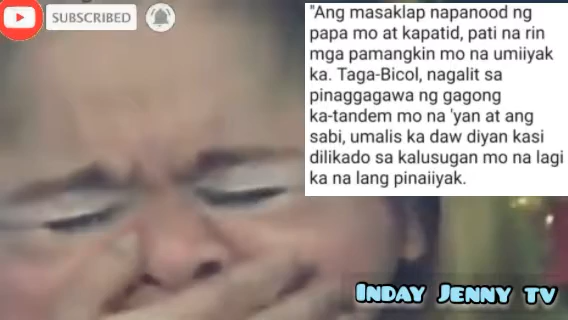 SUBSCRIBED
"Ang masaklap napanood ng
papa mo at kapatid, pati na rin
mga pamangkin mo na umiiyak
ka. Taga-Bicol, nagalit sa
pinaggagawa ng gagong
ka-tandem mo na 'yan at ang
sabi, umalis ka daw diyan kasi
dilikado sa kalusugan mo na lagi
ka na lang pinaiiyak.
INDAY JENNY TV